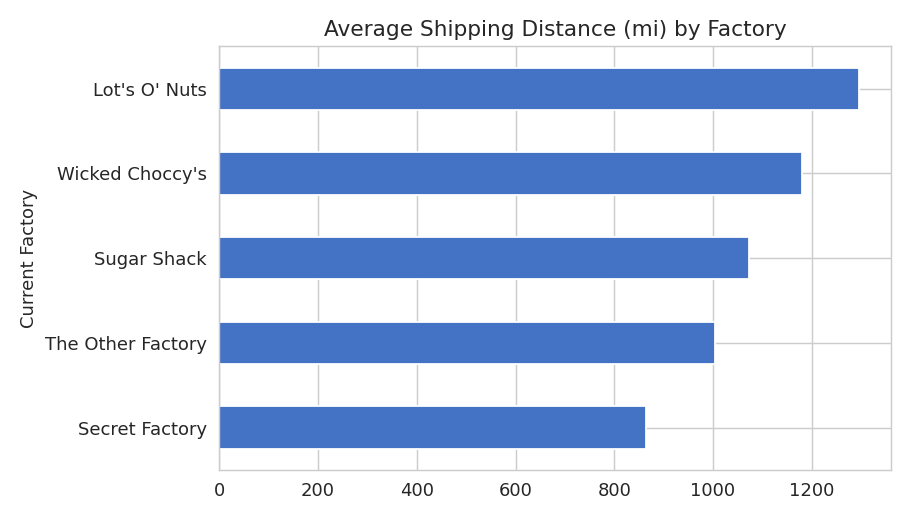 Average Shipping Distance (mi) by Factory
Current Factory
Lot's O' Nuts
Wicked Choccy's
Sugar Shack
The Other Factory
Secret Factory
0 200 400 600 800 1000 1200